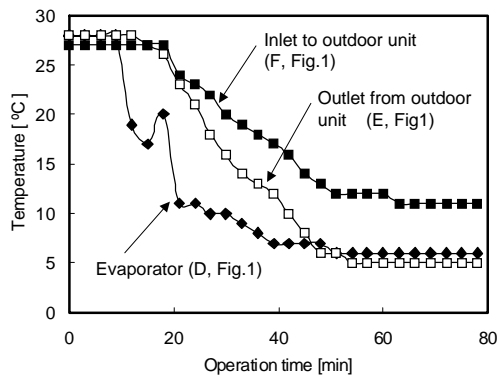 30
25
20
15
10
5
0
0
20
40
60
80
Temperature [ ºC]
Operation time [min]
Inlet to outdoor unit
(F, Fig.1)
Outlet from outdoor
unit (E, Fig1)
Evaporator (D, Fig.1)